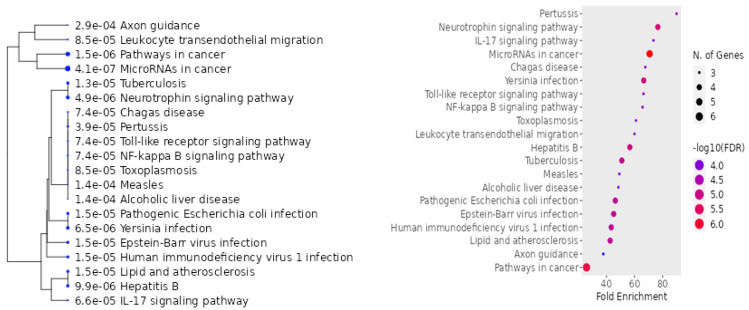 2.9e-04 Axon guidance
8.5e-05 Leukocyte transendothelial migration
1.5e-06 Pathways in cancer
4.1e-07 MicroRNAs in cancer
1.3e-05 Tuberculosis
4.9e-06 Neurotrophin signaling pathway
7.4e-05 Chagas disease
3.9e-05 Pertussis
7.4e-05 Toll-like receptor signaling pathway
7.4e-05 NF-kappa B signaling pathway
8.5e-05 Toxoplasmosis
1.4e-04 Measles
1.4e-04 Alcoholic liver disease
1.5e-05 Pathogenic Escherichia coli infection
6.5e-06 Yersinia infection
1.5e-05 Epstein-Barr virus infection
1.5e-05 Human immunodeficiency virus 1 infection
1.5e-05 Lipid and atherosclerosis
9.9e-06 Hepatitis B
6.6e-05 IL-17 signaling pathway
Pertussis
Neurotrophin signaling pathway
IL-17 signaling pathway
MicroRNAs in cancer
Chagas disease
Yersinia infection
Toll-like receptor signaling pathway
NF-kappa B signaling pathway
Toxoplasmosis
Leukocyte transendothelial migration
Hepatitis B
Tuberculosis
Measles
Alcoholic liver disease
Pathogenic Escherichia coli infection
Epstein-Barr virus infection
Human immunodeficiency virus 1 infection
Lipid and atherosclerosis
Axon guidance
Pathways in cancer
40 60 80
Fold Enrichment
N. of Genes
3
4
5
6
-log10(FDR)
4.0
4.5
5.0
5.5
6.0